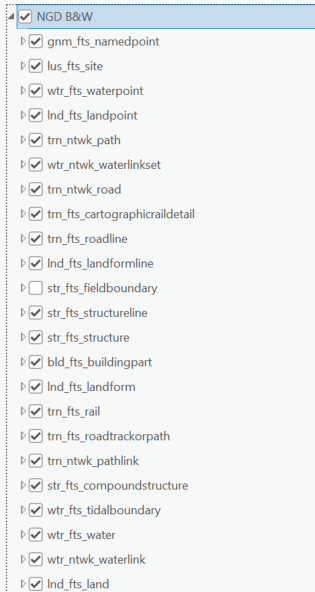 NGD B&W
gnm_fts_namedpoint
lus_fts_site
wtr_fts_waterpoint
lnd_fts_landpoint
trn_ntwk_path
wtr_ntwk_waterlinkset
trn_ntwk_road
trn_fts_cartographicraildetail
trn_fts_roadline
lnd_fts_landformline
str_fts_fieldboundary
str_fts_structureline
str_fts_structure
bld_fts_buildingpart
lnd_fts_landform
trn_fts_rail
trn_fts_roadtrackorpath
trn_ntwk_pathlink
str_fts_compoundstructure
wtr_fts_tidalboundary
wtr_fts_water
wtr_ntwk_waterlink
lnd_fts_land